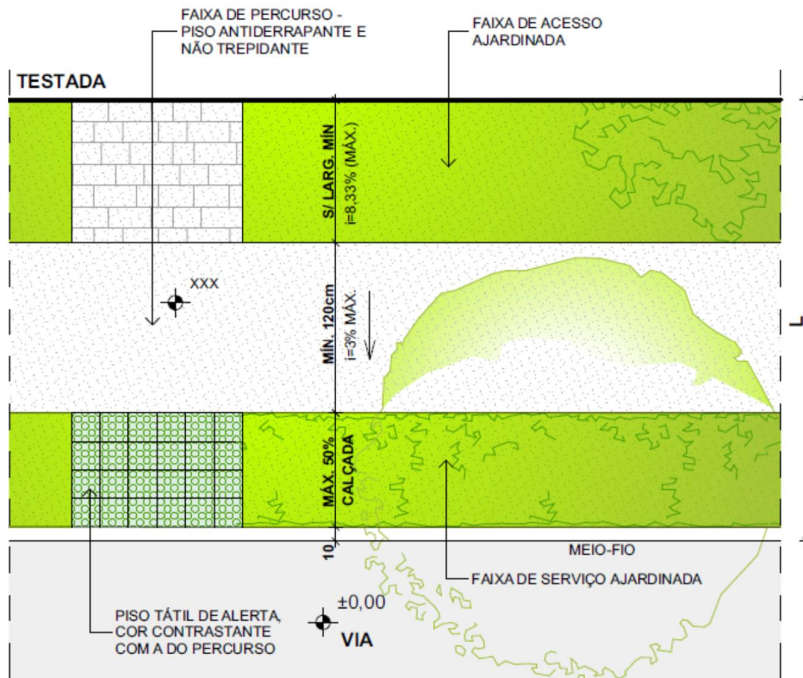 FAIXA DE PERCURSO -
PISO ANTIDERRAPANTE E
NÃO TREPIDANTE
FAIXA DE ACESSO
AJARDINADA
TESTADA
S/ LARG. MÍN
i=8,33% (MÁX.)
XXX
MÍN. 120cm
i=3% MÁX.
L
MÁX. 50%
CALÇADA
10
MEIO-FIO
FAIXA DE SERVIÇO AJARDINADA
PISO TÁTIL DE ALERTA,
COR CONTRASTANTE
COM A DO PERCURSO
±0,00
VIA